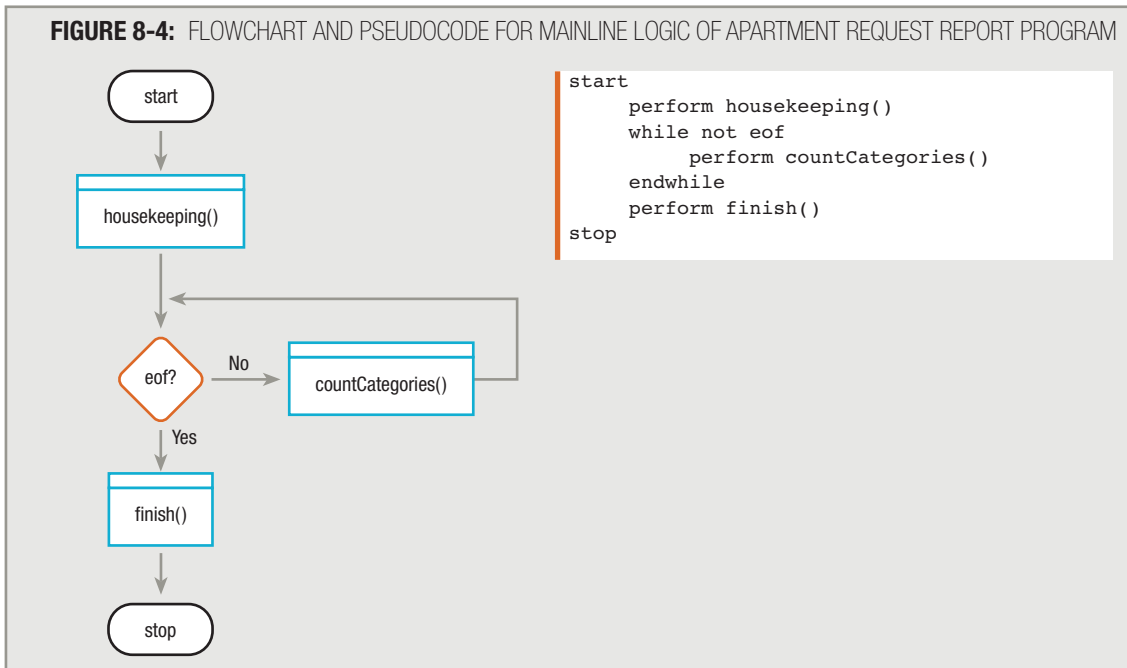 FIGURE 8-4: FLOWCHART AND PSEUDOCODE FOR MAINLINE LOGIC OF APARTMENT REQUEST REPORT PROGRAM
start
housekeeping()
eof?
No
countCategories()
Yes
finish()
stop
start
perform housekeeping()
while not eof
perform countCategories()
endwhile
perform finish()
stop